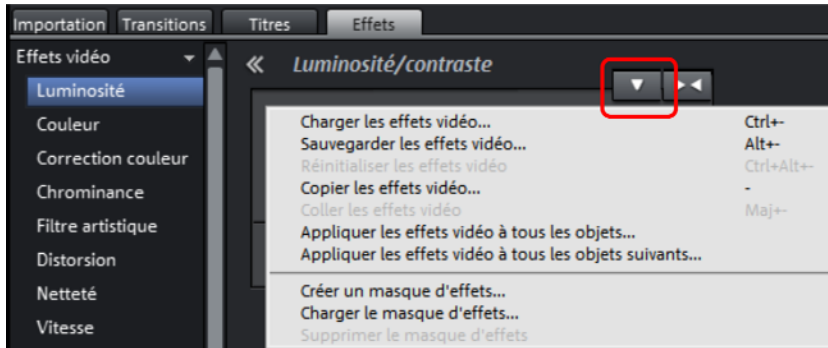 Importation Transitions Titres Effets
Effets vidéo
Luminosité/contraste
Luminosité
Couleur
Correction couleur
Chrominance
Filtre artistique
Distorsion
Netteté
Vitesse
Charger les effets vidéo... Ctrl+-
Sauvegarder les effets vidéo... Alt+-
Réinitialiser les effets vidéo Ctrl+Alt+-
Copier les effets vidéo... -
Coller les effets vidéo Maj+-
Appliquer les effets vidéo à tous les objets...
Appliquer les effets vidéo à tous les objets suivants...
Créer un masque d'effets...
Charger le masque d'effets...
Supprimer le masque d'effets